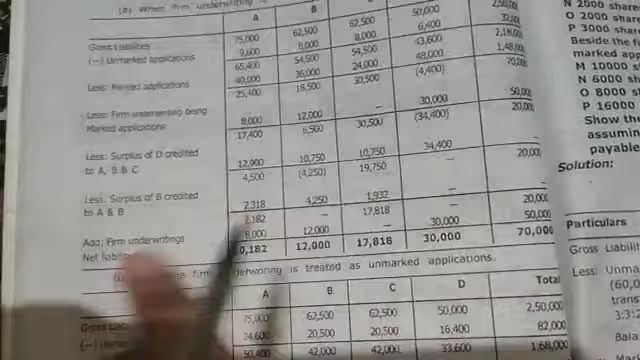 (b) When firm underwriting is
A B C D
Gross Liabilities 75,000 62,500 62,500 50,000 2,50,000
(–) Unmarked applications 9,600 8,000 8,000 6,400 32,000
65,400 54,500 54,500 43,600 2,18,000
Less: Marked applications 40,000 36,000 24,000 48,000 1,48,000
25,400 18,500 30,500 (4,400) 70,000
Less: Firm underwriting being
Marked applications 8,000 12,000 – 30,000 50,000
17,400 6,500 30,500 (34,400) 20,000
Less: Surplus of D credited
to A, B & C 12,900 10,750 10,750 34,400 –
4,500 (4,250) 19,750 – 20,000
Less: Surplus of B credited
to A & B 2,318 4,250 1,932 – –
2,182 – 17,818 – 20,000
Add: Firm underwritings 8,000 12,000 – 30,000 50,000
Net 0,182 12,000 17,818 30,000 70,000
firm underworing is treated as unmarked applications.
A B C D Total
Gross 75,000 62,500 62,500 50,000 2,50,000
(–) 24,600 20,500 20,500 16,400 82,000
50,400 42,000 42,000 33,600 1,68,000
N 2000 share
O 2000 share
P 3000 share
Beside the
marked app
M 10000 s
N 6000 s
O 8000 s
P 16000
Show the
assumin
payable
Solution:
Particulars
Gross Liabilit
Less: Unma
(60,0
trans
3:3:2
Bala